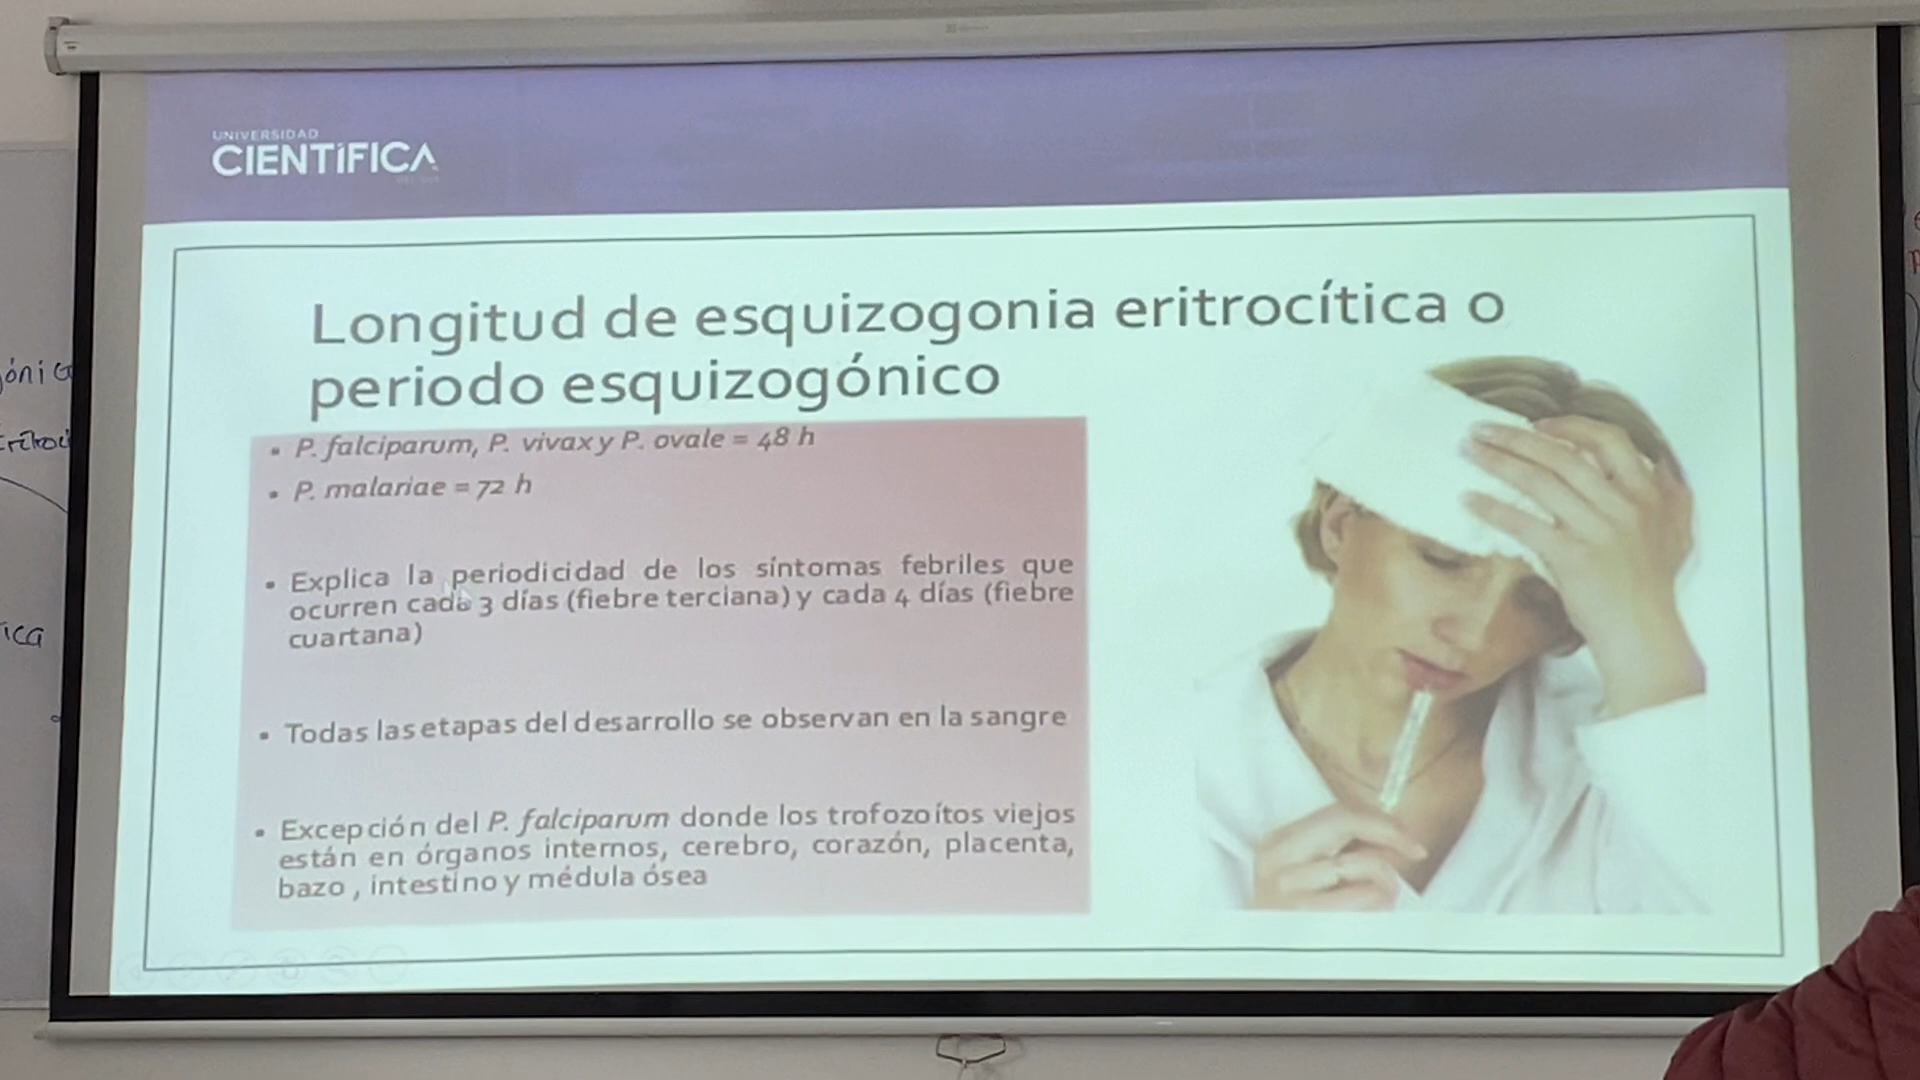 UNIVERSIDAD
CIENTÍFICA
Longitud de esquizogonia eritrocítica o
periodo esquizogónico
• P. falciparum, P. vivax y P. ovale = 48 h
• P. malariae = 72 h
• Explica la periodicidad de los síntomas febriles que
ocurren cada 3 días (fiebre terciana) y cada 4 días (fiebre
cuartana)
• Todas las etapas del desarrollo se observan en la sangre
• Excepción del P. falciparum donde los trofozoítos viejos
están en órganos internos, cerebro, corazón, placenta,
bazo , intestino y médula ósea